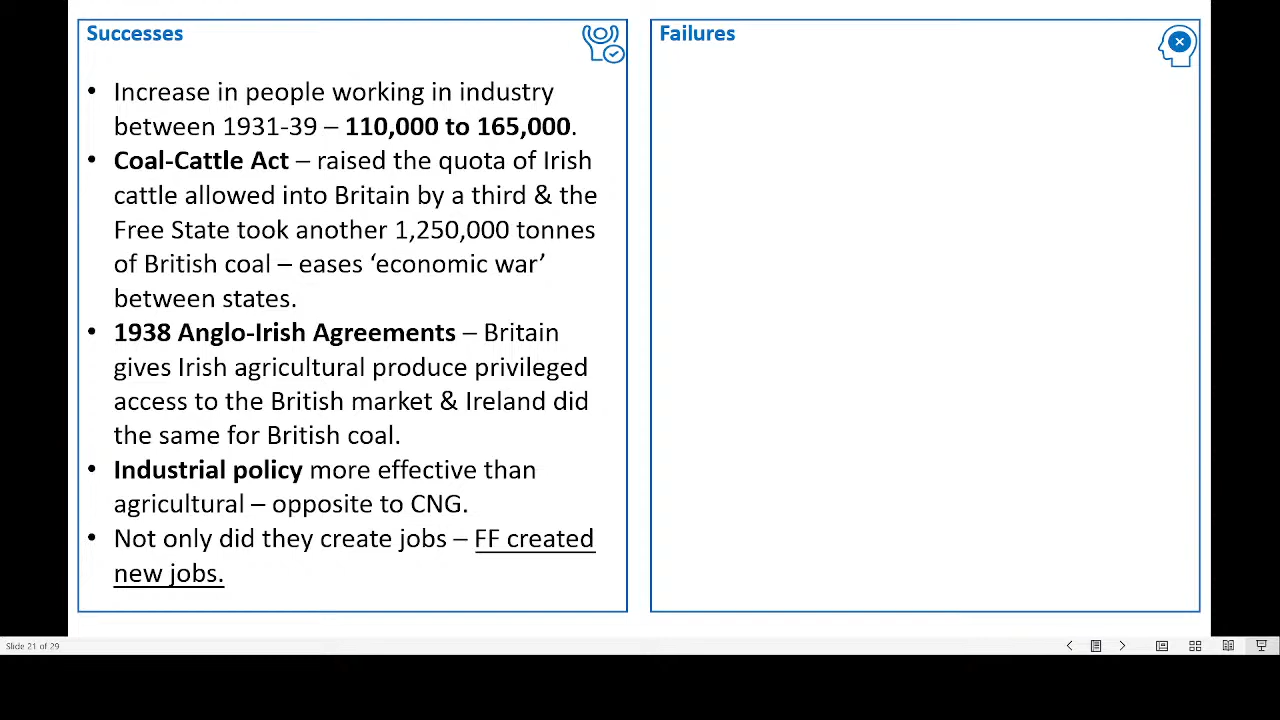 Successes
• Increase in people working in industry
between 1931-39 – 110,000 to 165,000.
• Coal-Cattle Act – raised the quota of Irish
cattle allowed into Britain by a third & the
Free State took another 1,250,000 tonnes
of British coal – eases ‘economic war’
between states.
• 1938 Anglo-Irish Agreements – Britain
gives Irish agricultural produce privileged
access to the British market & Ireland did
the same for British coal.
• Industrial policy more effective than
agricultural – opposite to CNG.
• Not only did they create jobs – FF created
new jobs.
Failures
Slide 21 of 29